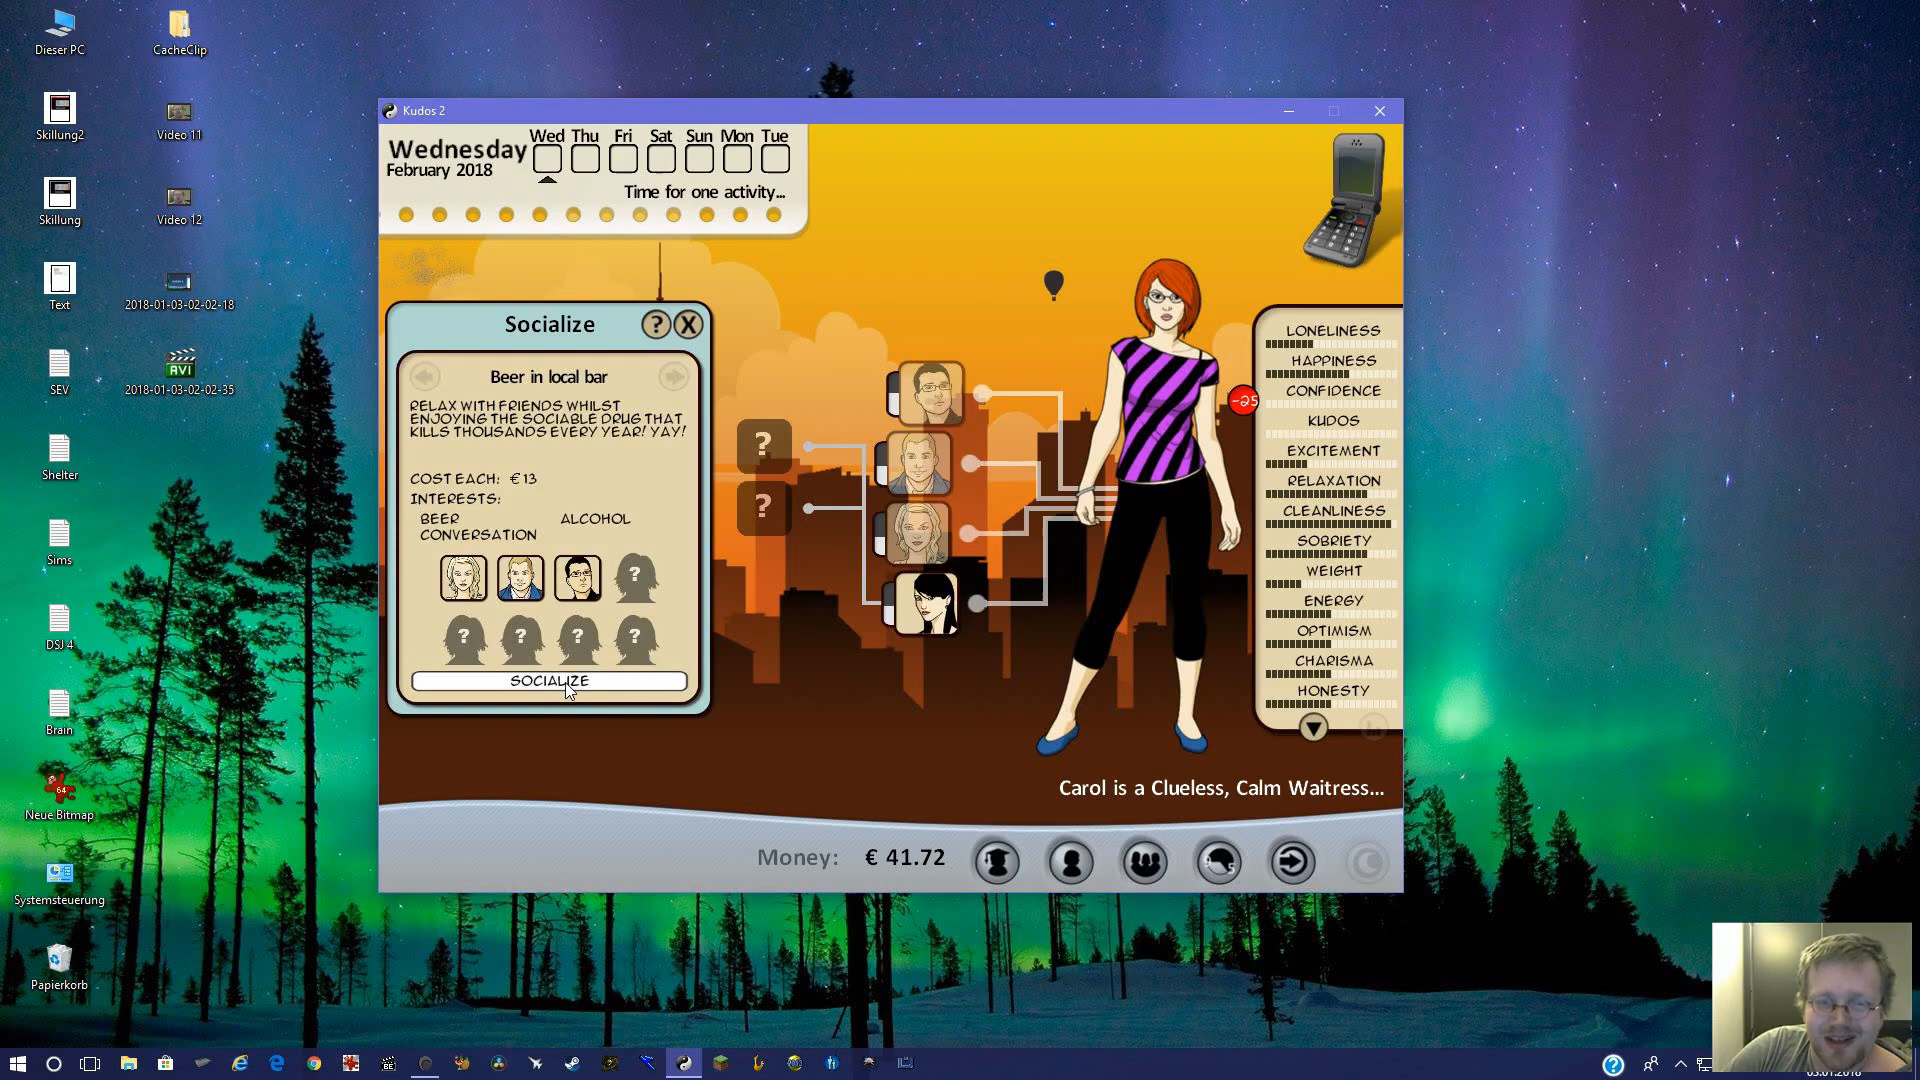 Dieser PC
CacheClip
Skillung2
Video 11
Skillung
Video 12
Text
2018-01-03-02-02-18
SEV
AVI
2018-01-03-02-02-35
Shelter
Sims
DSJ 4
Brain
64
Neue Bitmap
Systemsteuerung
Papierkorb
Kudos 2
Wednesday
February 2018
Wed Thu Fri Sat Sun Mon Tue
Time for one activity...
Socialize
? X
Beer in local bar
RELAX WITH FRIENDS WHILST
ENJOYING THE SOCIABLE DRUG THAT
KILLS THOUSANDS EVERY YEAR! YAY!
COST EACH: € 13
INTERESTS:
BEER ALCOHOL
CONVERSATION
?
? ? ? ?
SOCIALIZE
?
?
-25
LONELINESS
HAPPINESS
CONFIDENCE
KUDOS
EXCITEMENT
RELAXATION
CLEANLINESS
SOBRIETY
WEIGHT
ENERGY
OPTIMISM
CHARISMA
HONESTY
Carol is a Clueless, Calm Waitress...
Money: € 41.72
BE
?
03.01.2018